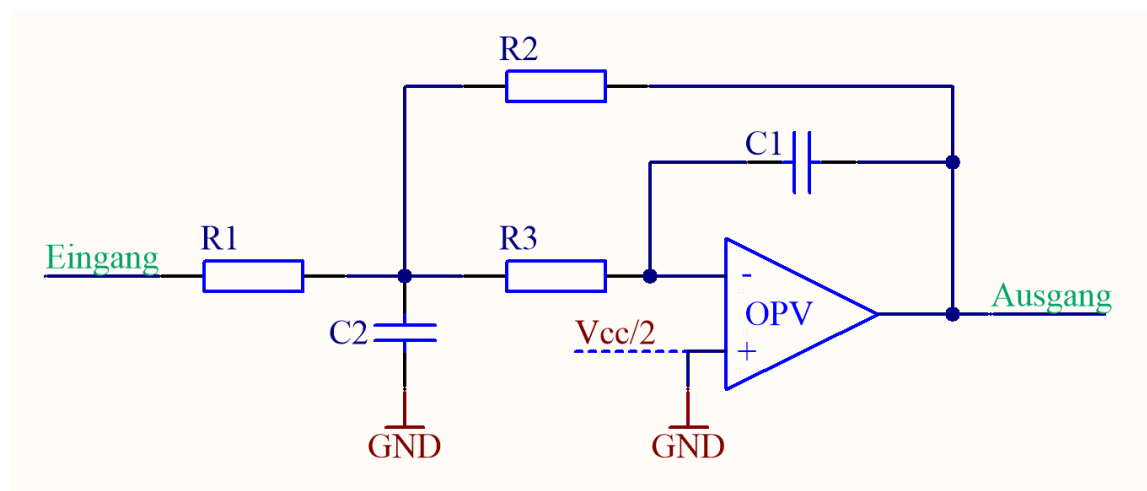 R2
C1
R1
R3
Eingang
-
Ausgang
OPV
C2
Vcc/2
+
GND
GND